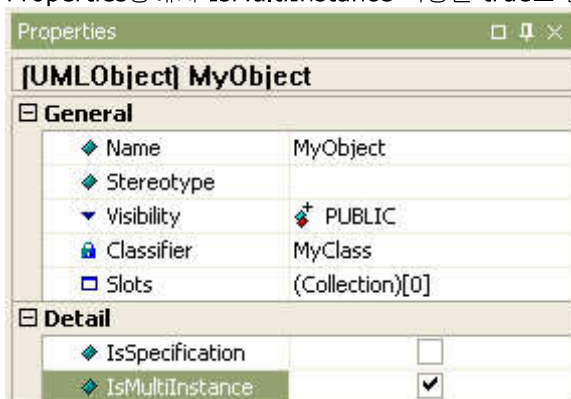 Properties
(UMLObject) MyObject
General
Name MyObject
Stereotype
Visibility PUBLIC
Classifier MyClass
Slots (Collection)[0]
Detail
IsSpecification
IsMultiInstance